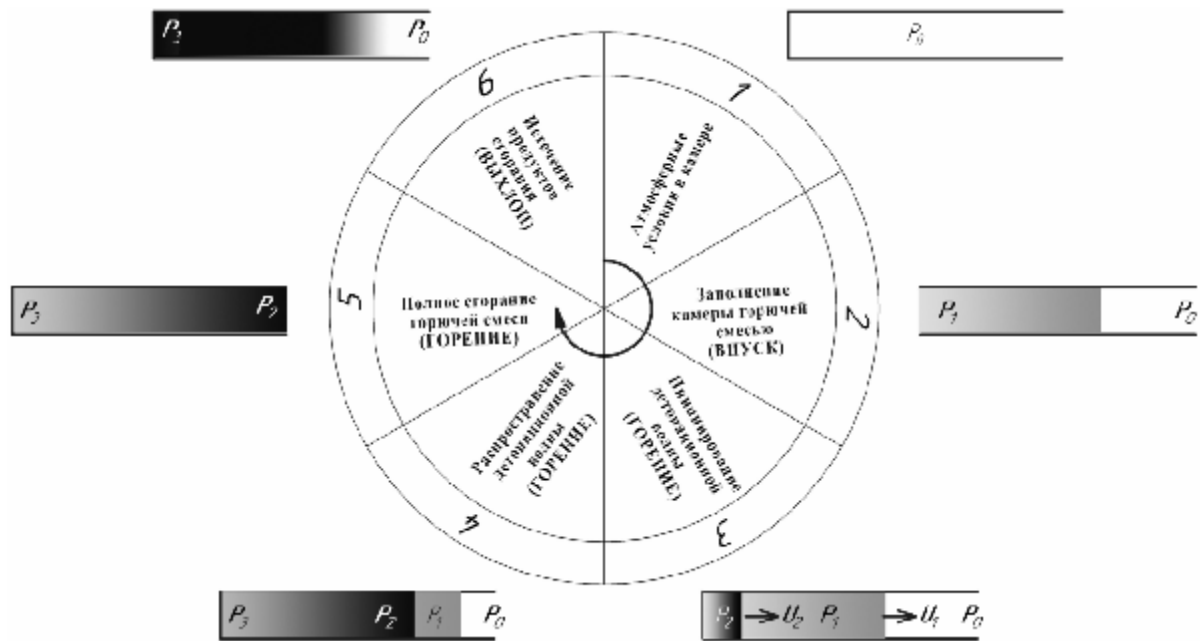 P₀
1
Атмосферные
условия в камере
P₁ P₀
2
Заполнение
камеры горючей
смесью
(ВПУСК)
3
Инициирование
детонационной
волны
(ГОРЕНИЕ)
P₂ → U₂ P₁ → U₁ P₀
4
Распространение
детонационной
волны
(ГОРЕНИЕ)
P₃ P₂ P₁ P₀
5
Полное сгорание
горючей смеси
(ГОРЕНИЕ)
P₃ P₂
6
Истечение
продуктов
сгорания
(ВЫХЛОП)
P₀